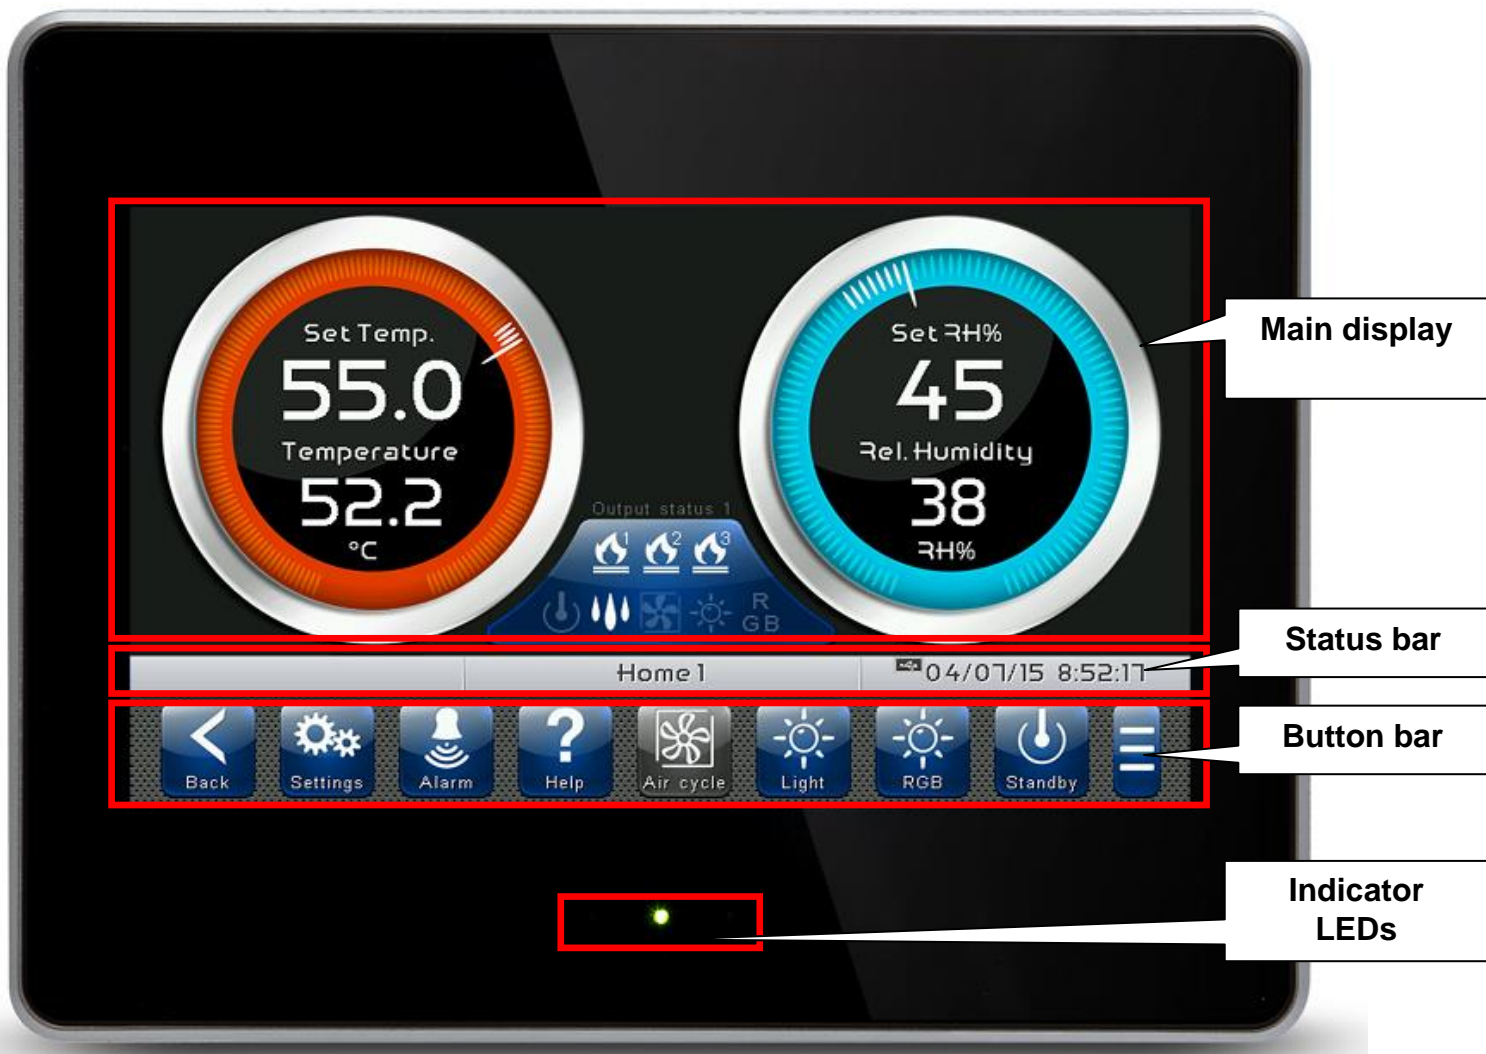 Set Temp.
55.0
Temperature
52.2
°C
Set RH%
45
Rel. Humidity
38
RH%
Output status 1
1 2 3
R
GB
Home 1
04/07/15 8:52:17
Back
Settings
Alarm
?
Help
Air cycle
Light
RGB
Standby
Main display
Status bar
Button bar
Indicator
LEDs